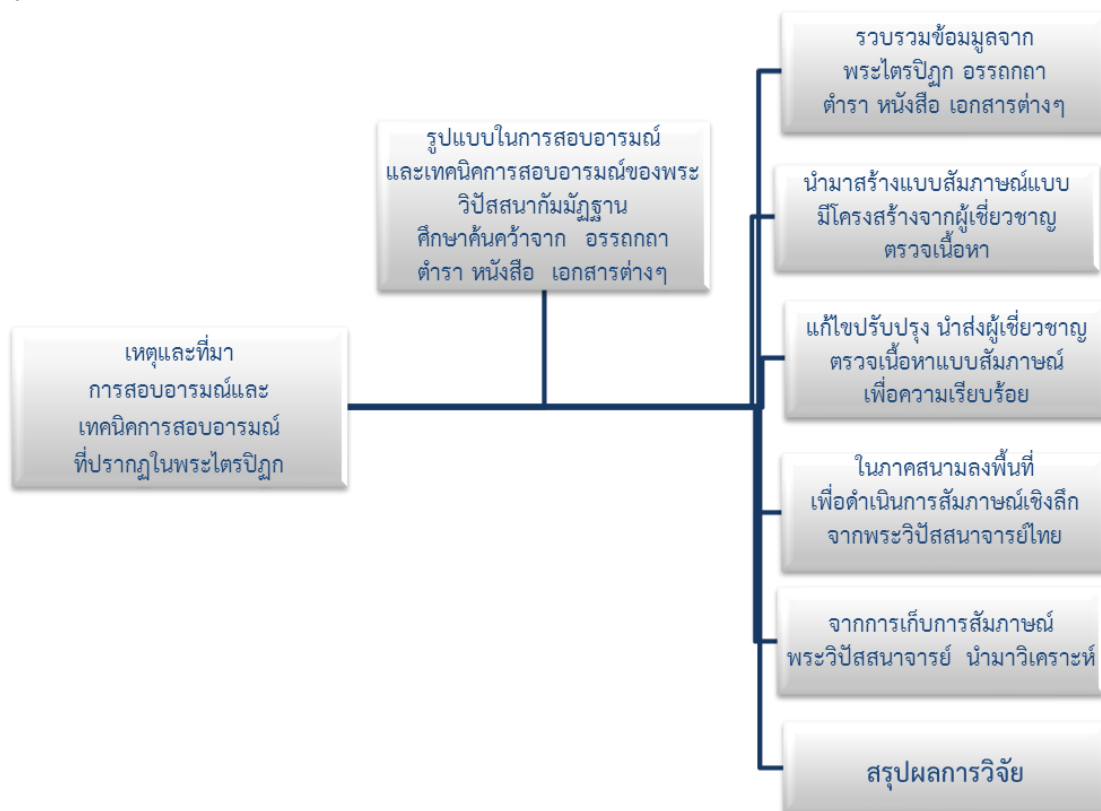 เหตุและที่มา
การสอบอารมณ์และ
เทคนิคการสอบอารมณ์
ที่ปรากฏในพระไตรปิฎก
รูปแบบในการสอบอารมณ์
และเทคนิคการสอบอารมณ์ของพระ
วิปัสสนากัมมัฏฐาน
ศึกษาค้นคว้าจาก อรรถกถา
ตำรา หนังสือ เอกสารต่างๆ
รวบรวมข้อมมูลจาก
พระไตรปิฏก อรรถกถา
ตำรา หนังสือ เอกสารต่างๆ
นำมาสร้างแบบสัมภาษณ์แบบ
มีโครงสร้างจากผู้เชี่ยวชาญ
ตรวจเนื้อหา
แก้ไขปรับปรุง นำส่งผู้เชี่ยวชาญ
ตรวจเนื้อหาแบบสัมภาษณ์
เพื่อความเรียบร้อย
ในภาคสนามลงพื้นที่
เพื่อดำเนินการสัมภาษณ์เชิงลึก
จากพระวิปัสสนาจารย์ไทย
จากการเก็บการสัมภาษณ์
พระวิปัสสนาจารย์ นำมาวิเคราะห์
สรุปผลการวิจัย